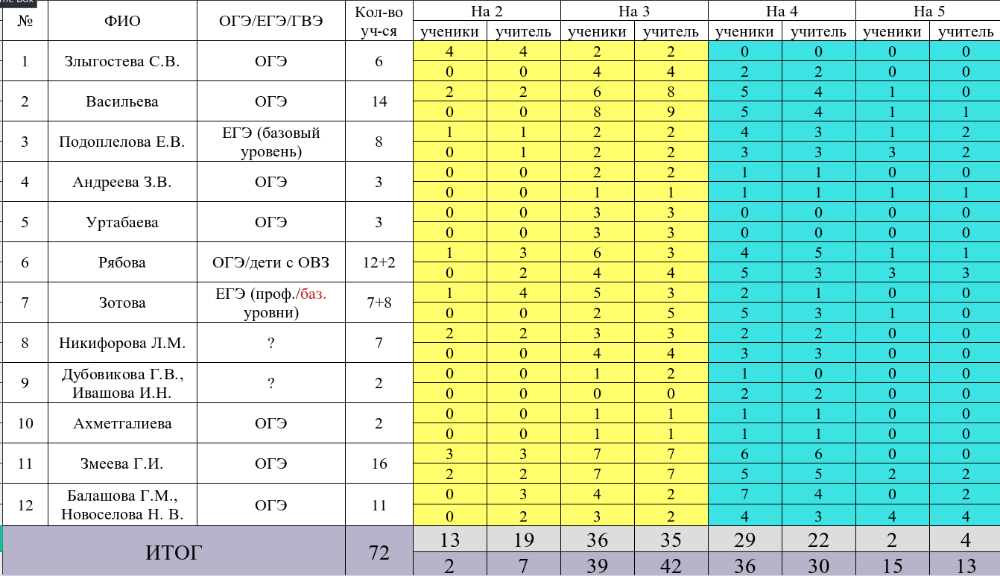 me Box
№ ФИО ОГЭ/ЕГЭ/ГВЭ Кол-во уч-ся На 2 На 3 На 4 На 5
ученики учитель ученики учитель ученики учитель ученики учитель
1 Злыгостева С.В. ОГЭ 6 4 4 2 2 0 0 0 0
0 0 4 4 2 2 0 0
2 Васильева ОГЭ 14 2 2 6 8 5 4 1 0
0 0 8 9 5 4 1 1
3 Подоплелова Е.В. ЕГЭ (базовый уровень) 8 1 1 2 2 4 3 1 2
0 1 2 2 3 3 3 2
4 Андреева З.В. ОГЭ 3 0 0 2 2 1 1 0 0
0 0 1 1 1 1 1 1
5 Уртабаева ОГЭ 3 0 0 3 3 0 0 0 0
0 0 3 3 0 0 0 0
6 Рябова ОГЭ/дети с ОВЗ 12+2 1 3 6 3 4 5 1 1
0 2 4 4 5 3 3 3
7 Зотова ЕГЭ (проф./баз. уровни) 7+8 1 4 5 3 2 1 0 0
0 0 2 5 5 3 1 0
8 Никифорова Л.М. ? 7 2 2 3 3 2 2 0 0
0 0 4 4 3 3 0 0
9 Дубовикова Г.В., Ивашова И.Н. ? 2 0 0 1 2 1 0 0 0
0 0 0 0 2 2 0 0
10 Ахметгалиева ОГЭ 2 0 0 1 1 1 1 0 0
0 0 1 1 1 1 0 0
11 Змеева Г.И. ОГЭ 16 3 3 7 7 6 6 0 0
2 2 7 7 5 5 2 2
12 Балашова Г.М., Новоселова Н. В. ОГЭ 11 0 3 4 2 7 4 0 2
0 2 3 2 4 3 4 4
ИТОГ 72 13 19 36 35 29 22 2 4
2 7 39 42 36 30 15 13